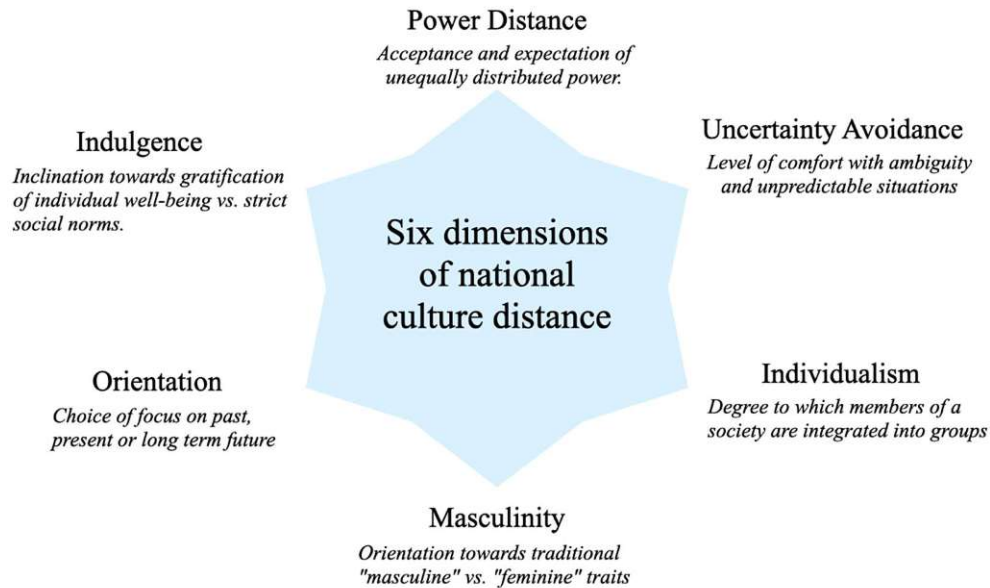 Power Distance
Acceptance and expectation of
unequally distributed power.
Indulgence
Inclination towards gratification
of individual well-being vs. strict
social norms.
Uncertainty Avoidance
Level of comfort with ambiguity
and unpredictable situations
Six dimensions
of national
culture distance
Orientation
Choice of focus on past,
present or long term future
Individualism
Degree to which members of a
society are integrated into groups
Masculinity
Orientation towards traditional
"masculine" vs. "feminine" traits